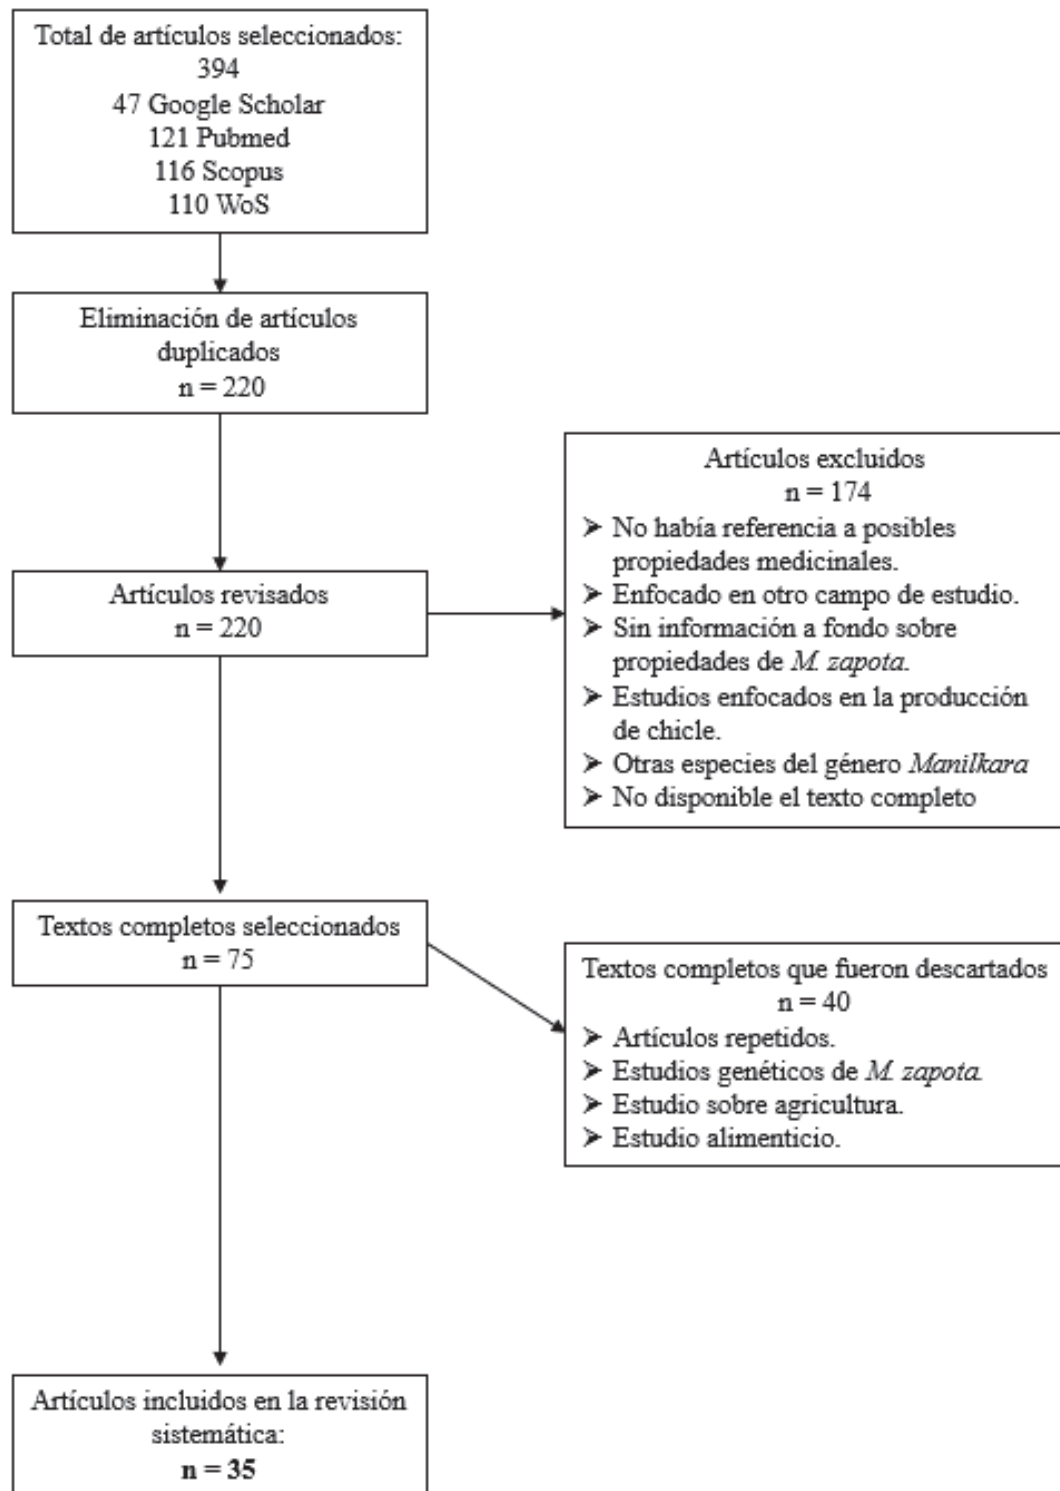 Total de artículos seleccionados:
394
47 Google Scholar
121 Pubmed
116 Scopus
110 WoS
Eliminación de artículos
duplicados
n = 220
Artículos excluidos
n = 174
➤ No había referencia a posibles
propiedades medicinales.
➤ Enfocado en otro campo de estudio.
➤ Sin información a fondo sobre
propiedades de M. zapota.
➤ Estudios enfocados en la producción
de chicle.
➤ Otras especies del género Manilkara
➤ No disponible el texto completo
Artículos revisados
n = 220
Textos completos seleccionados
n = 75
Textos completos que fueron descartados
n = 40
➤ Artículos repetidos.
➤ Estudios genéticos de M. zapota.
➤ Estudio sobre agricultura.
➤ Estudio alimenticio.
Artículos incluidos en la revisión
sistemática:
n = 35